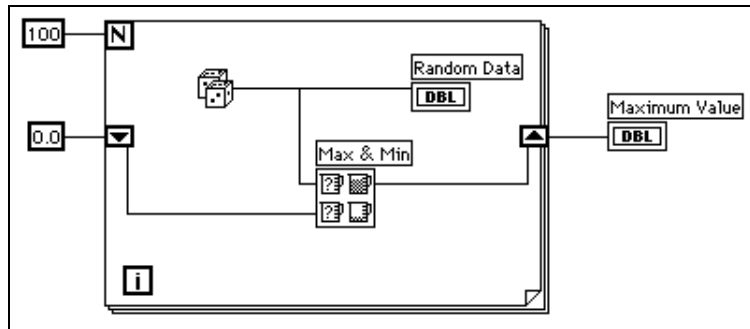 100
N
Random Data
DBL
Maximum Value
0.0
DBL
Max & Min
?
?
i